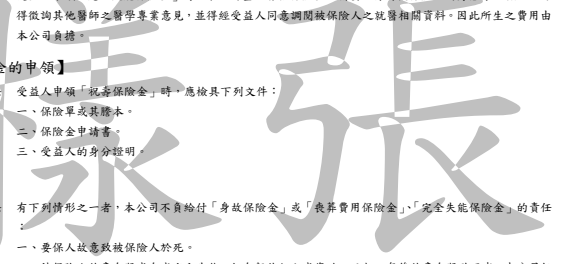 得徵詢其他醫師之醫學專業意見，並得經受益人同意調閱被保險人之就醫相關資料。因此所生之費用由
本公司負擔。
金的申領】
受益人申領「祝壽保險金」時，應檢具下列文件：
一、保險單或其謄本。
二、保險金申請書。
三、受益人的身分證明。
有下列情形之一者，本公司不負給付「身故保險金」或「喪葬費用保險金」、「完全失能保險金」的責任
：
一、要保人故意致被保險人於死。
樣張